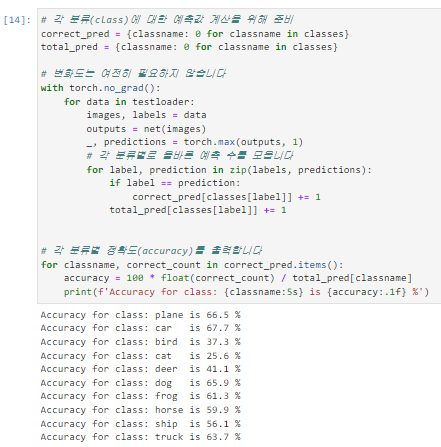 [14]: # 각 분류(class)에 대한 예측값 계산을 위해 준비
correct_pred = {classname: 0 for classname in classes}
total_pred = {classname: 0 for classname in classes}
# 변화도는 여전히 필요하지 않습니다
with torch.no_grad():
for data in testloader:
images, labels = data
outputs = net(images)
_, predictions = torch.max(outputs, 1)
# 각 분류별로 올바른 예측 수를 모읍니다
for label, prediction in zip(labels, predictions):
if label == prediction:
correct_pred[classes[label]] += 1
total_pred[classes[label]] += 1
# 각 분류별 정확도(accuracy)를 출력합니다
for classname, correct_count in correct_pred.items():
accuracy = 100 * float(correct_count) / total_pred[classname]
print(f'Accuracy for class: {classname:5s} is {accuracy:.1f} %')
Accuracy for class: plane is 66.5 %
Accuracy for class: car   is 67.7 %
Accuracy for class: bird  is 37.3 %
Accuracy for class: cat   is 25.6 %
Accuracy for class: deer  is 41.1 %
Accuracy for class: dog   is 65.9 %
Accuracy for class: frog  is 61.3 %
Accuracy for class: horse is 59.9 %
Accuracy for class: ship  is 56.1 %
Accuracy for class: truck is 63.7 %